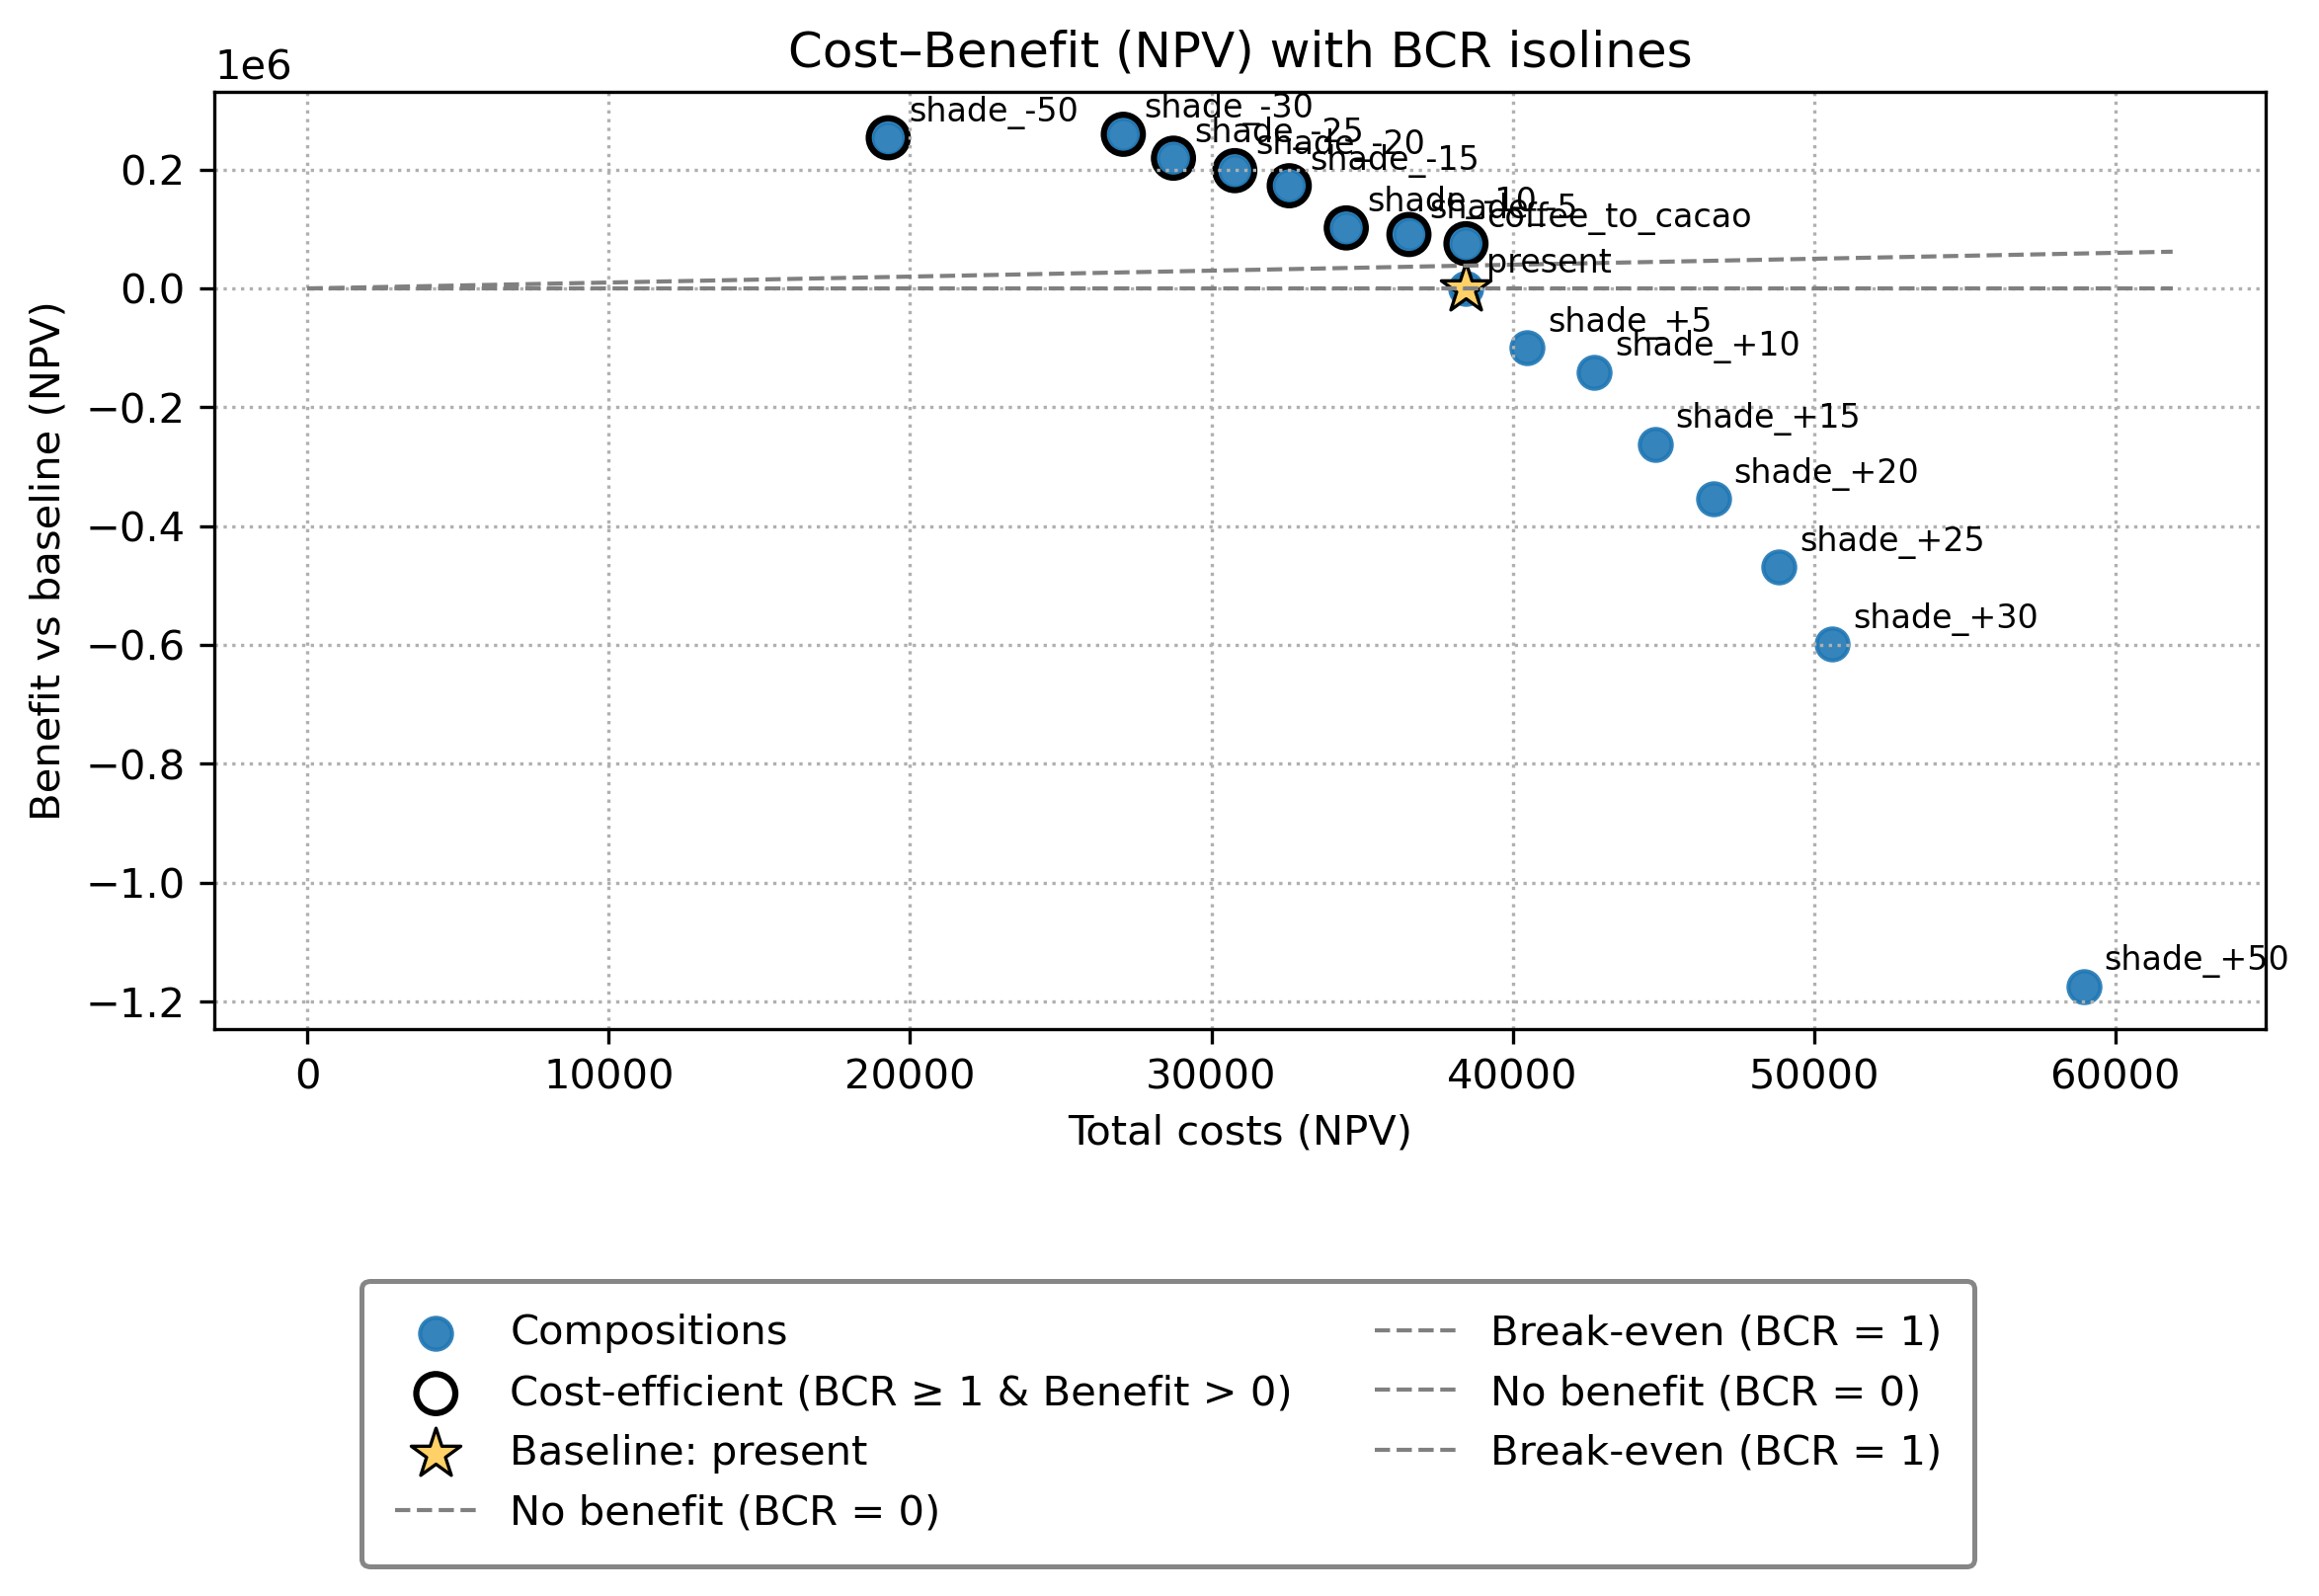 Cost–Benefit (NPV) with BCR isolines
1e6
Benefit vs baseline (NPV)
0.2
0.0
−0.2
−0.4
−0.6
−0.8
−1.0
−1.2
shade_-50
shade_-30
shade_-25
shade_-20
shade_-15
shade_-10
shade_-5
coffee_to_cacao
present
shade_+5
shade_+10
shade_+15
shade_+20
shade_+25
shade_+30
shade_+50
0 10000 20000 30000 40000 50000 60000
Total costs (NPV)
Compositions
Cost-efficient (BCR ≥ 1 & Benefit > 0)
Baseline: present
No benefit (BCR = 0)
Break-even (BCR = 1)
No benefit (BCR = 0)
Break-even (BCR = 1)